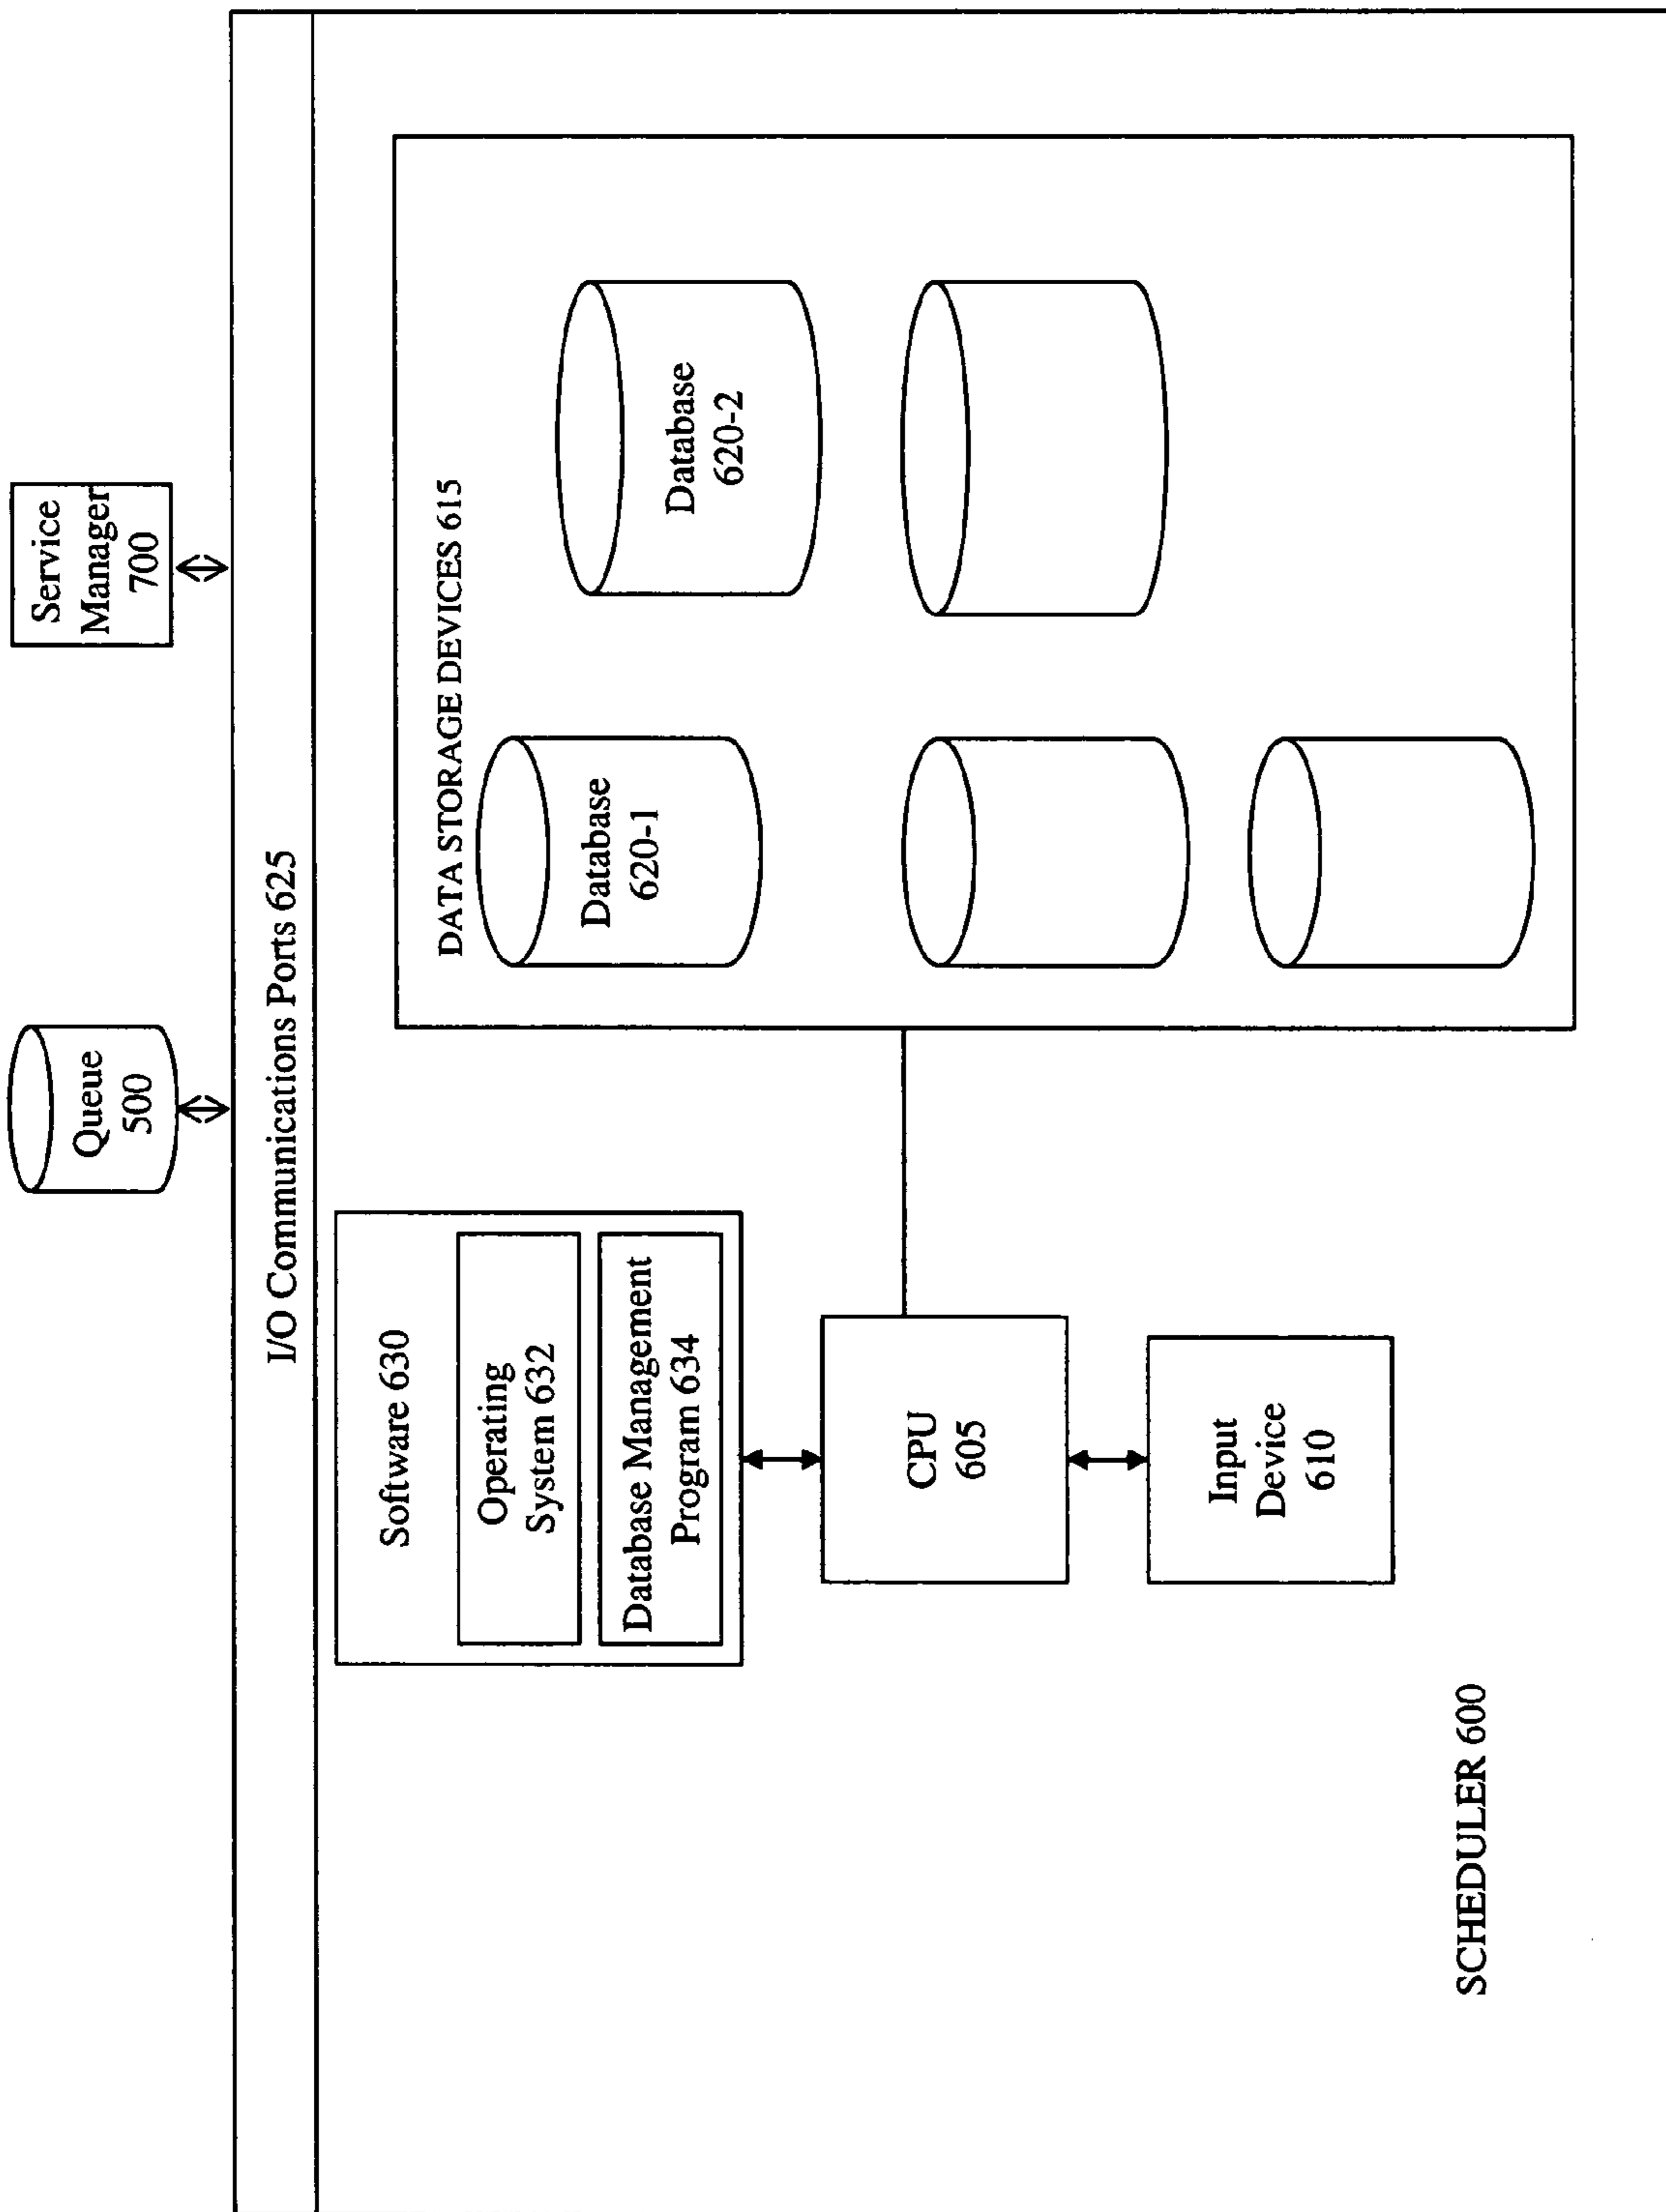 Queue
500
Service
Manager
700
I/O Communications Ports 625
Software 630
Operating
System 632
Database Management
Program 634
CPU
605
Input
Device
610
DATA STORAGE DEVICES 615
Database
620-1
Database
620-2
SCHEDULER 600